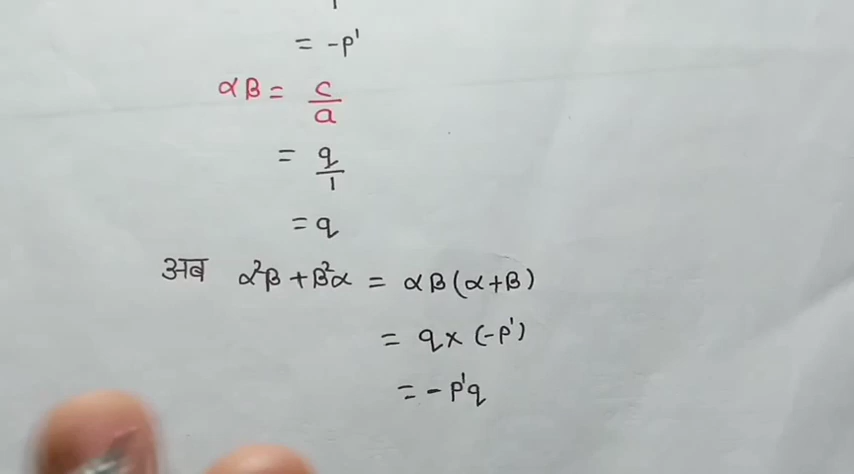 = -p'
αβ = c/a
= q/1
= q
अब α²β + β²α = αβ(α+β)
= q × (-p')
= -p'q